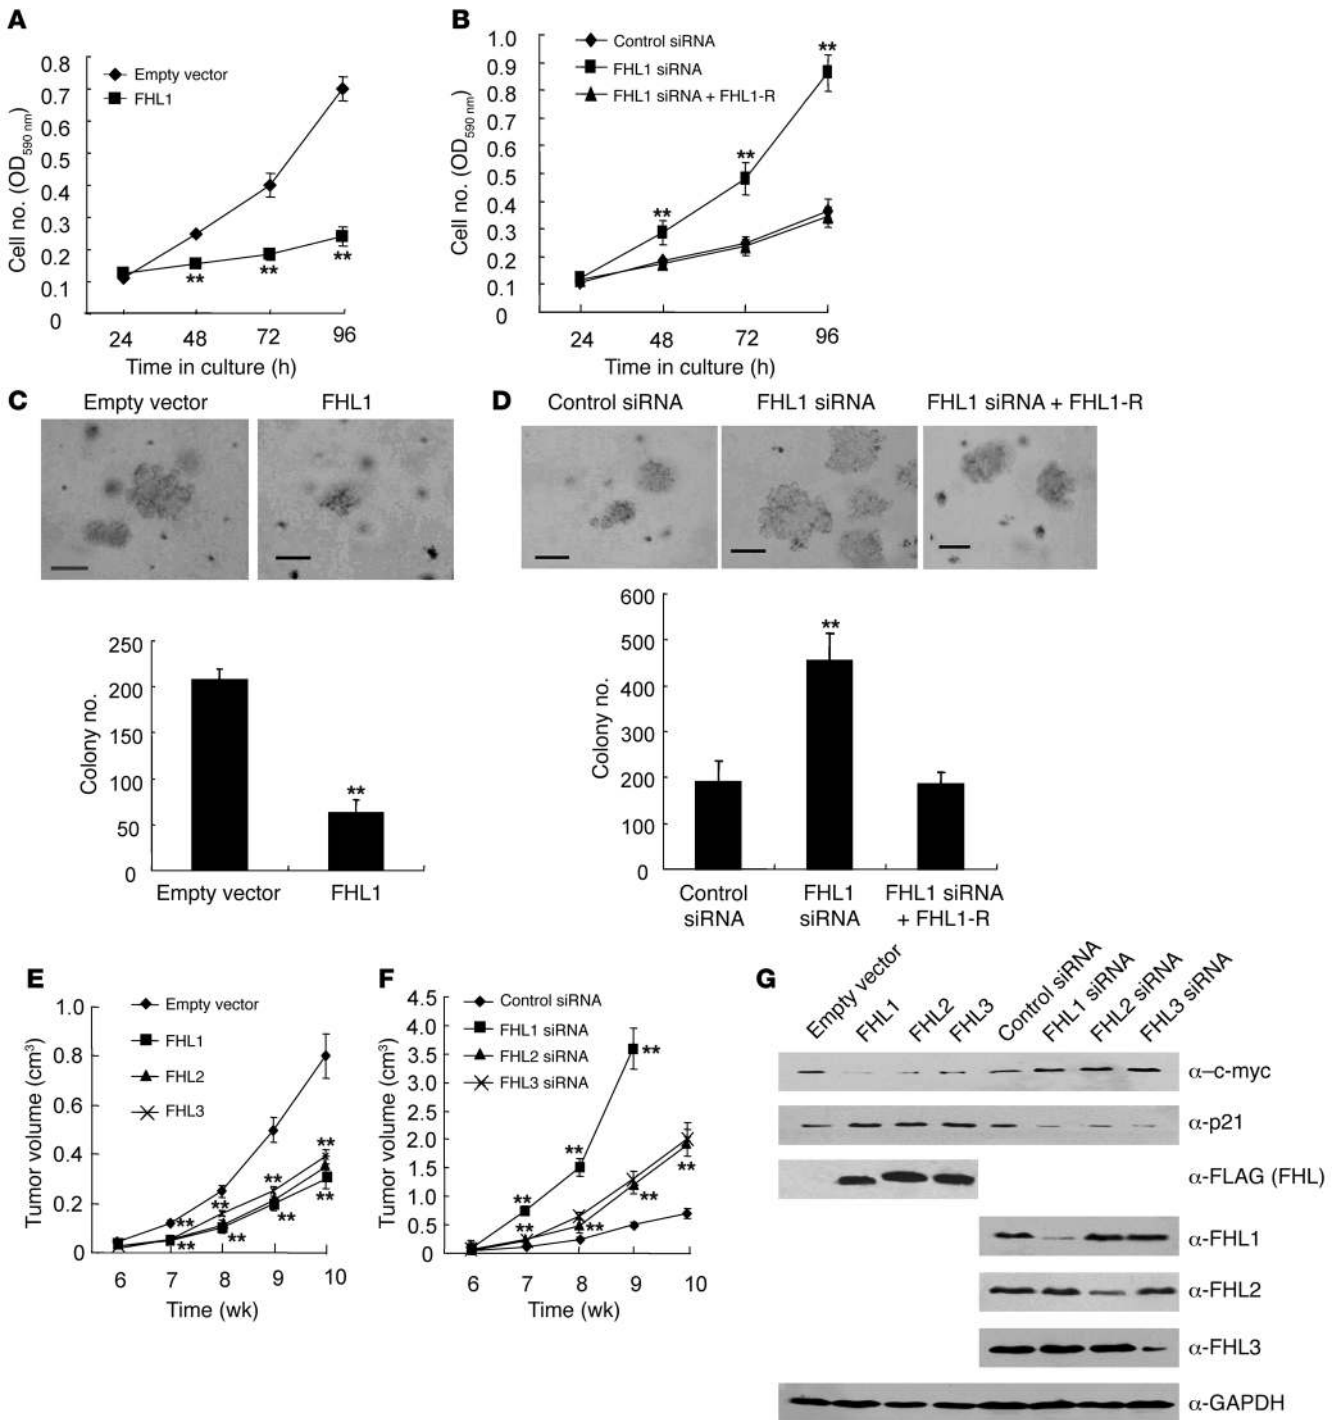 A
Cell no. (OD590 nm)
0.8
0.7
0.6
0.5
0.4
0.3
0.2
0.1
0
Empty vector
FHL1
**
**
**
24 48 72 96
Time in culture (h)
B
Cell no. (OD590 nm)
1.0
0.9
0.8
0.7
0.6
0.5
0.4
0.3
0.2
0.1
0
Control siRNA
FHL1 siRNA
FHL1 siRNA + FHL1-R
**
**
**
24 48 72 96
Time in culture (h)
C
Empty vector FHL1
Colony no.
250
200
150
100
50
0
**
Empty vector FHL1
D
Control siRNA FHL1 siRNA FHL1 siRNA + FHL1-R
Colony no.
600
500
400
300
200
100
0
**
Control
siRNA
FHL1
siRNA
FHL1 siRNA
+ FHL1-R
E
Tumor volume (cm³)
1.0
0.8
0.6
0.4
0.2
0
Empty vector
FHL1
FHL2
FHL3
**
**
**
**
**
**
**
**
6 7 8 9 10
Time (wk)
F
Tumor volume (cm³)
4.5
4.0
3.5
3.0
2.5
2.0
1.5
1.0
0.5
0
Control siRNA
FHL1 siRNA
FHL2 siRNA
FHL3 siRNA
**
**
**
**
**
**
**
6 7 8 9 10
Time (wk)
G
Empty vector
FHL1
FHL2
FHL3
Control siRNA
FHL1 siRNA
FHL2 siRNA
FHL3 siRNA
α–c-myc
α-p21
α-FLAG (FHL)
α-FHL1
α-FHL2
α-FHL3
α-GAPDH